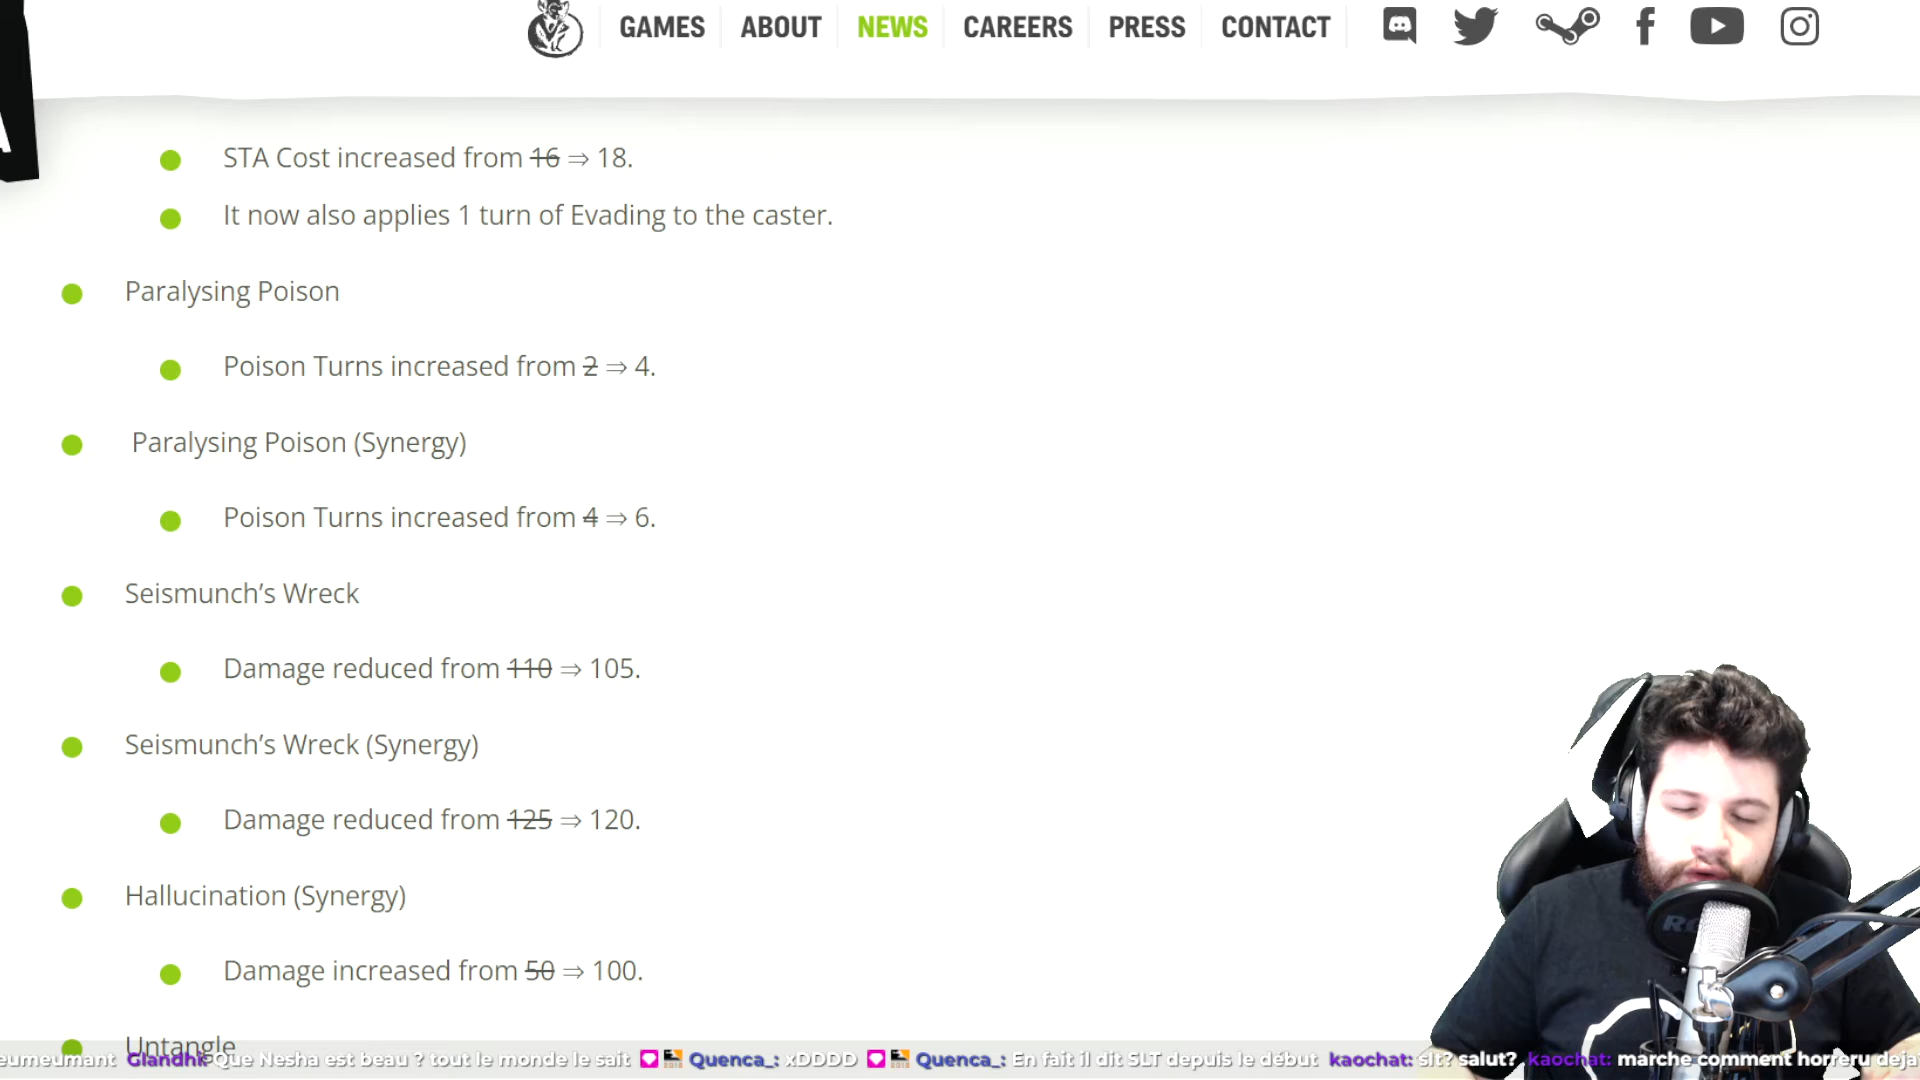 GAMES ABOUT NEWS CAREERS PRESS CONTACT
STA Cost increased from 16 ⇒ 18.
It now also applies 1 turn of Evading to the caster.
Paralysing Poison
Poison Turns increased from 2 ⇒ 4.
Paralysing Poison (Synergy)
Poison Turns increased from 4 ⇒ 6.
Seismunch’s Wreck
Damage reduced from 110 ⇒ 105.
Seismunch’s Wreck (Synergy)
Damage reduced from 125 ⇒ 120.
Hallucination (Synergy)
Damage increased from 50 ⇒ 100.
Untangle
Que Nesha est beau ? tout le monde le sait Quenca_: xDDDD Quenca_: En fait il dit SLT depuis le début kaochat: slt? salut? kaochat: marche comment horreru deja